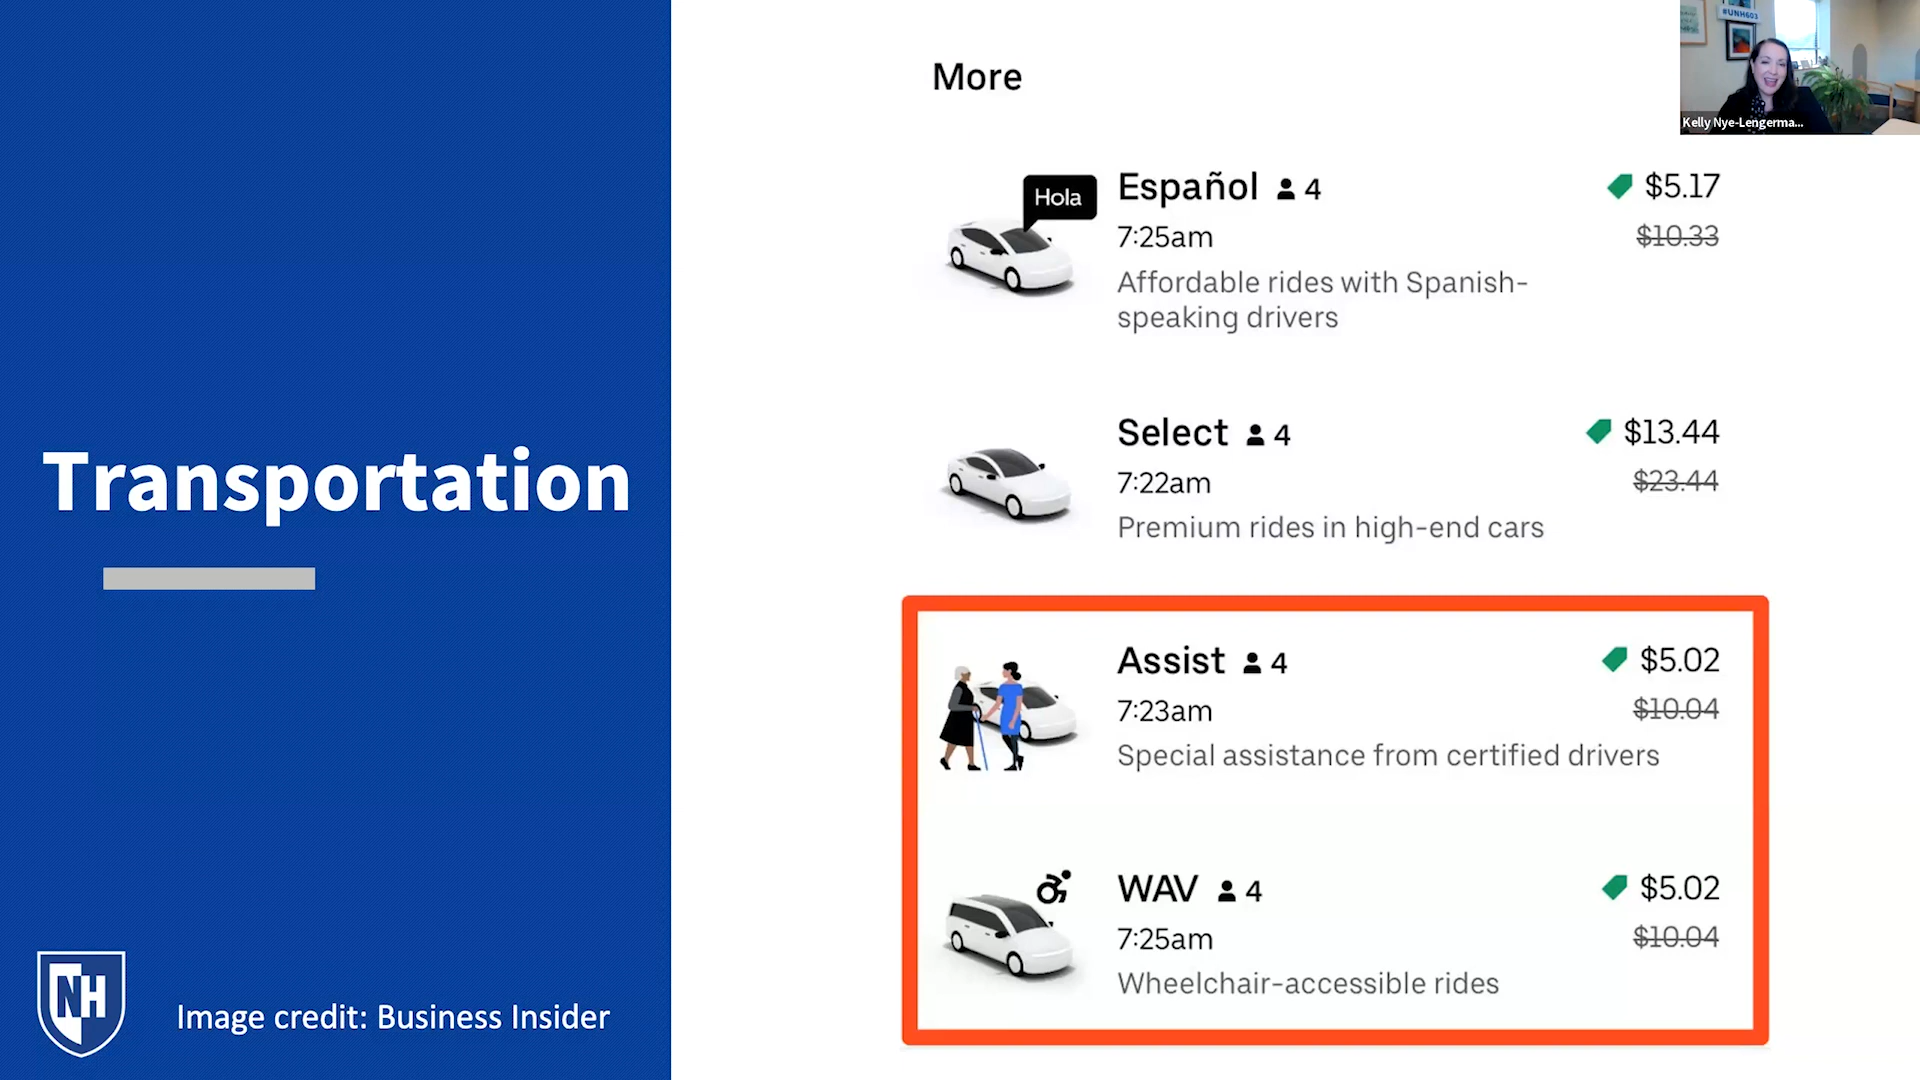 Transportation
Image credit: Business Insider
NH
More
Hola
Español 4
$5.17
7:25am
$10.33
Affordable rides with Spanish-
speaking drivers
Select 4
$13.44
7:22am
$23.44
Premium rides in high-end cars
Assist 4
$5.02
7:23am
$10.04
Special assistance from certified drivers
WAV 4
$5.02
7:25am
$10.04
Wheelchair-accessible rides
#UNH603
Kelly Nye-Lengerma...